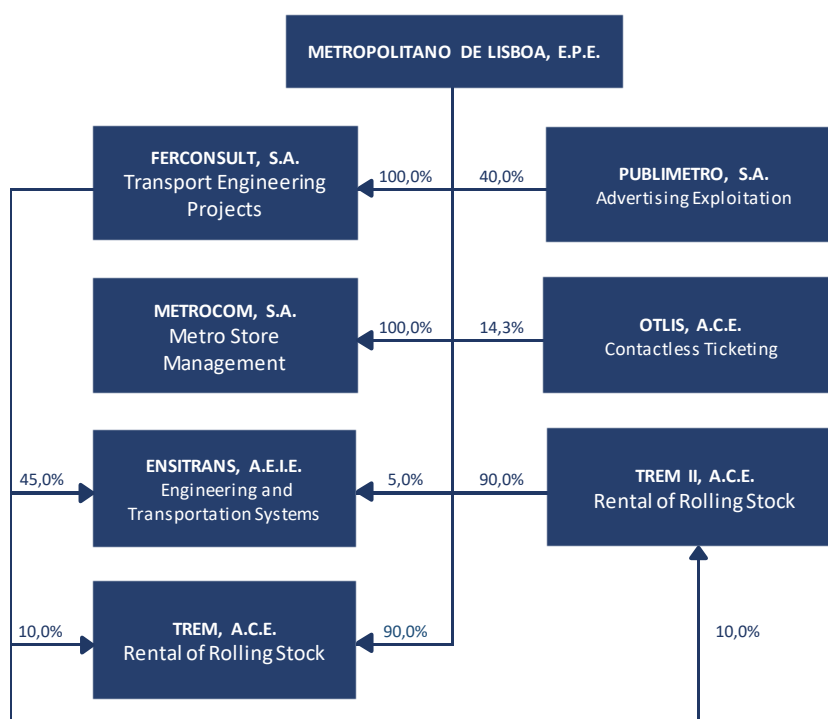 METROPOLITANO DE LISBOA, E.P.E.
FERCONSULT, S.A.
Transport Engineering
Projects
100,0%
40,0%
PUBLIMETRO, S.A.
Advertising Exploitation
METROCOM, S.A.
Metro Store
Management
100,0%
14,3%
OTLIS, A.C.E.
Contactless Ticketing
45,0%
ENSITRANS, A.E.I.E.
Engineering and
Transportation Systems
5,0%
90,0%
TREM II, A.C.E.
Rental of Rolling Stock
10,0%
TREM, A.C.E.
Rental of Rolling Stock
90,0%
10,0%